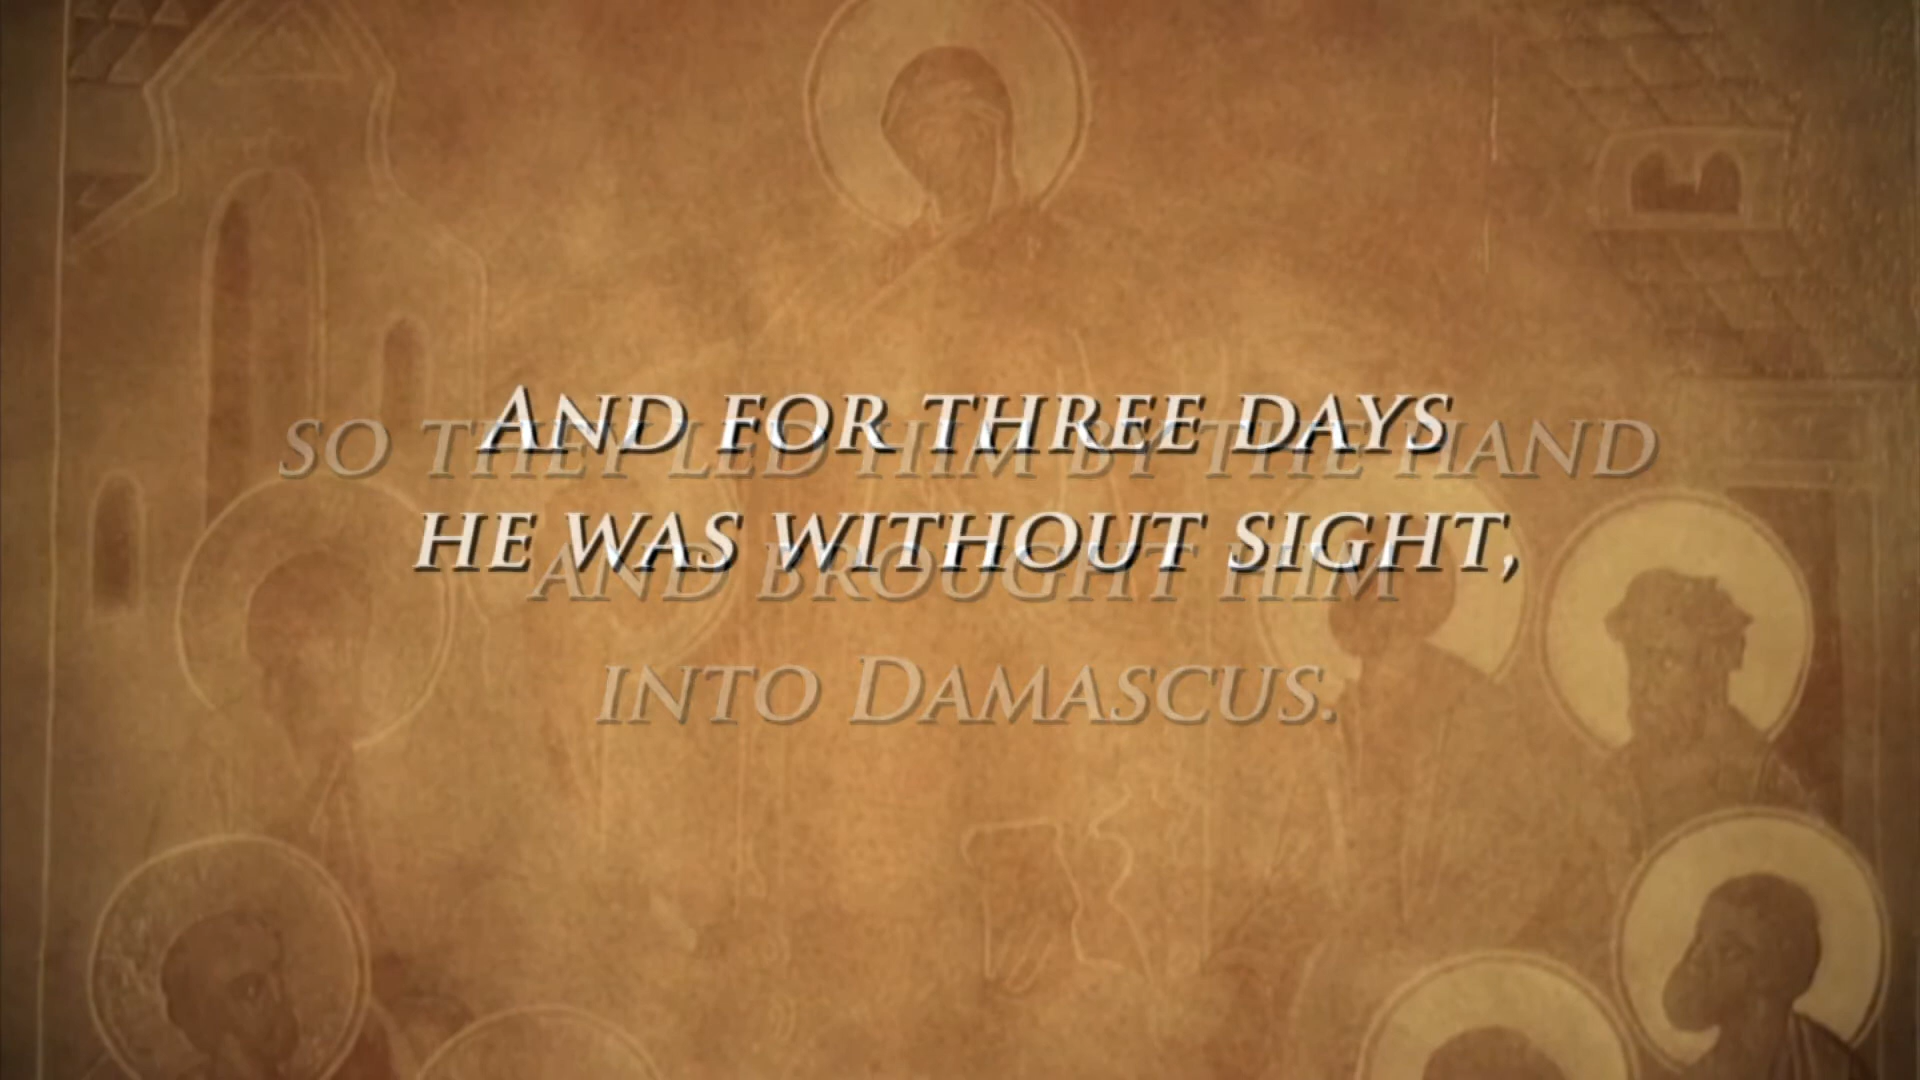 And for three days
he was without sight,
so they led him by the hand
and brought him
into Damascus.